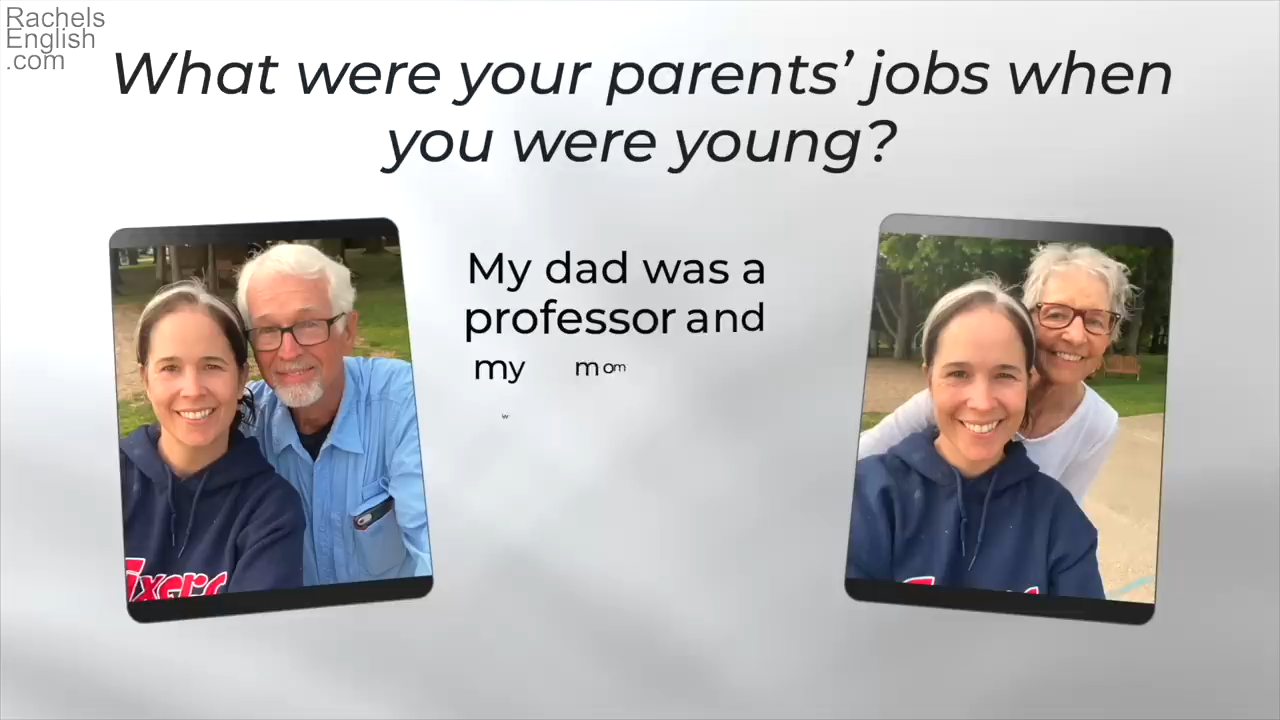 Rachels
English
.com
What were your parents’ jobs when
you were young?
My dad was a
professor and
my mom
w